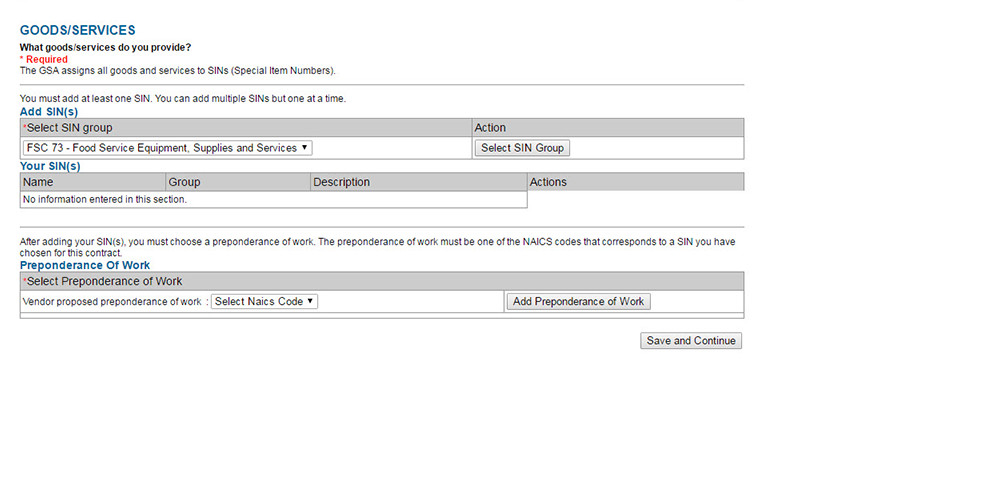 GOODS/SERVICES
What goods/services do you provide?
* Required
The GSA assigns all goods and services to SINs (Special Item Numbers).
You must add at least one SIN. You can add multiple SINs but one at a time.
Add SIN(s)
*Select SIN group Action
FSC 73 - Food Service Equipment, Supplies and Services ▼ Select SIN Group
Your SIN(s)
Name Group Description Actions
No information entered in this section.
After adding your SIN(s), you must choose a preponderance of work. The preponderance of work must be one of the NAICS codes that corresponds to a SIN you have
chosen for this contract.
Preponderance Of Work
*Select Preponderance of Work
Vendor proposed preponderance of work : Select Naics Code ▼ Add Preponderance of Work
Save and Continue